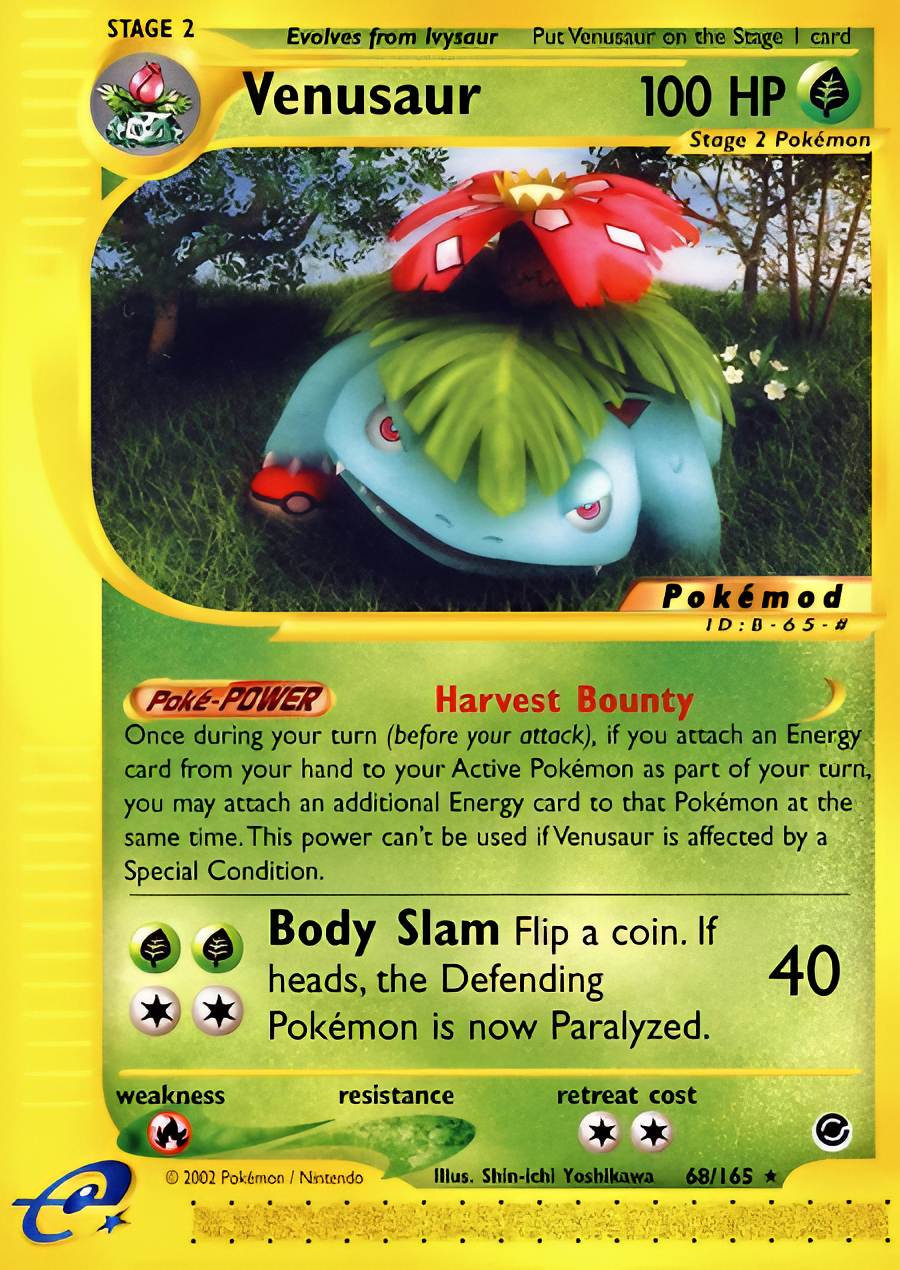 STAGE 2
Evolves from Ivysaur
Put Venusaur on the Stage 1 card
Venusaur
100 HP
Stage 2 Pokémon
Pokémod
ID:B-65-#
Poké-POWER
Harvest Bounty
Once during your turn (before your attack), if you attach an Energy
card from your hand to your Active Pokémon as part of your turn,
you may attach an additional Energy card to that Pokémon at the
same time. This power can't be used if Venusaur is affected by a
Special Condition.
Body Slam Flip a coin. If
heads, the Defending
Pokémon is now Paralyzed.
40
weakness
resistance
retreat cost
© 2002 Pokémon / Nintendo
Illus. Shin-ichi Yoshikawa
68/165 ★
e